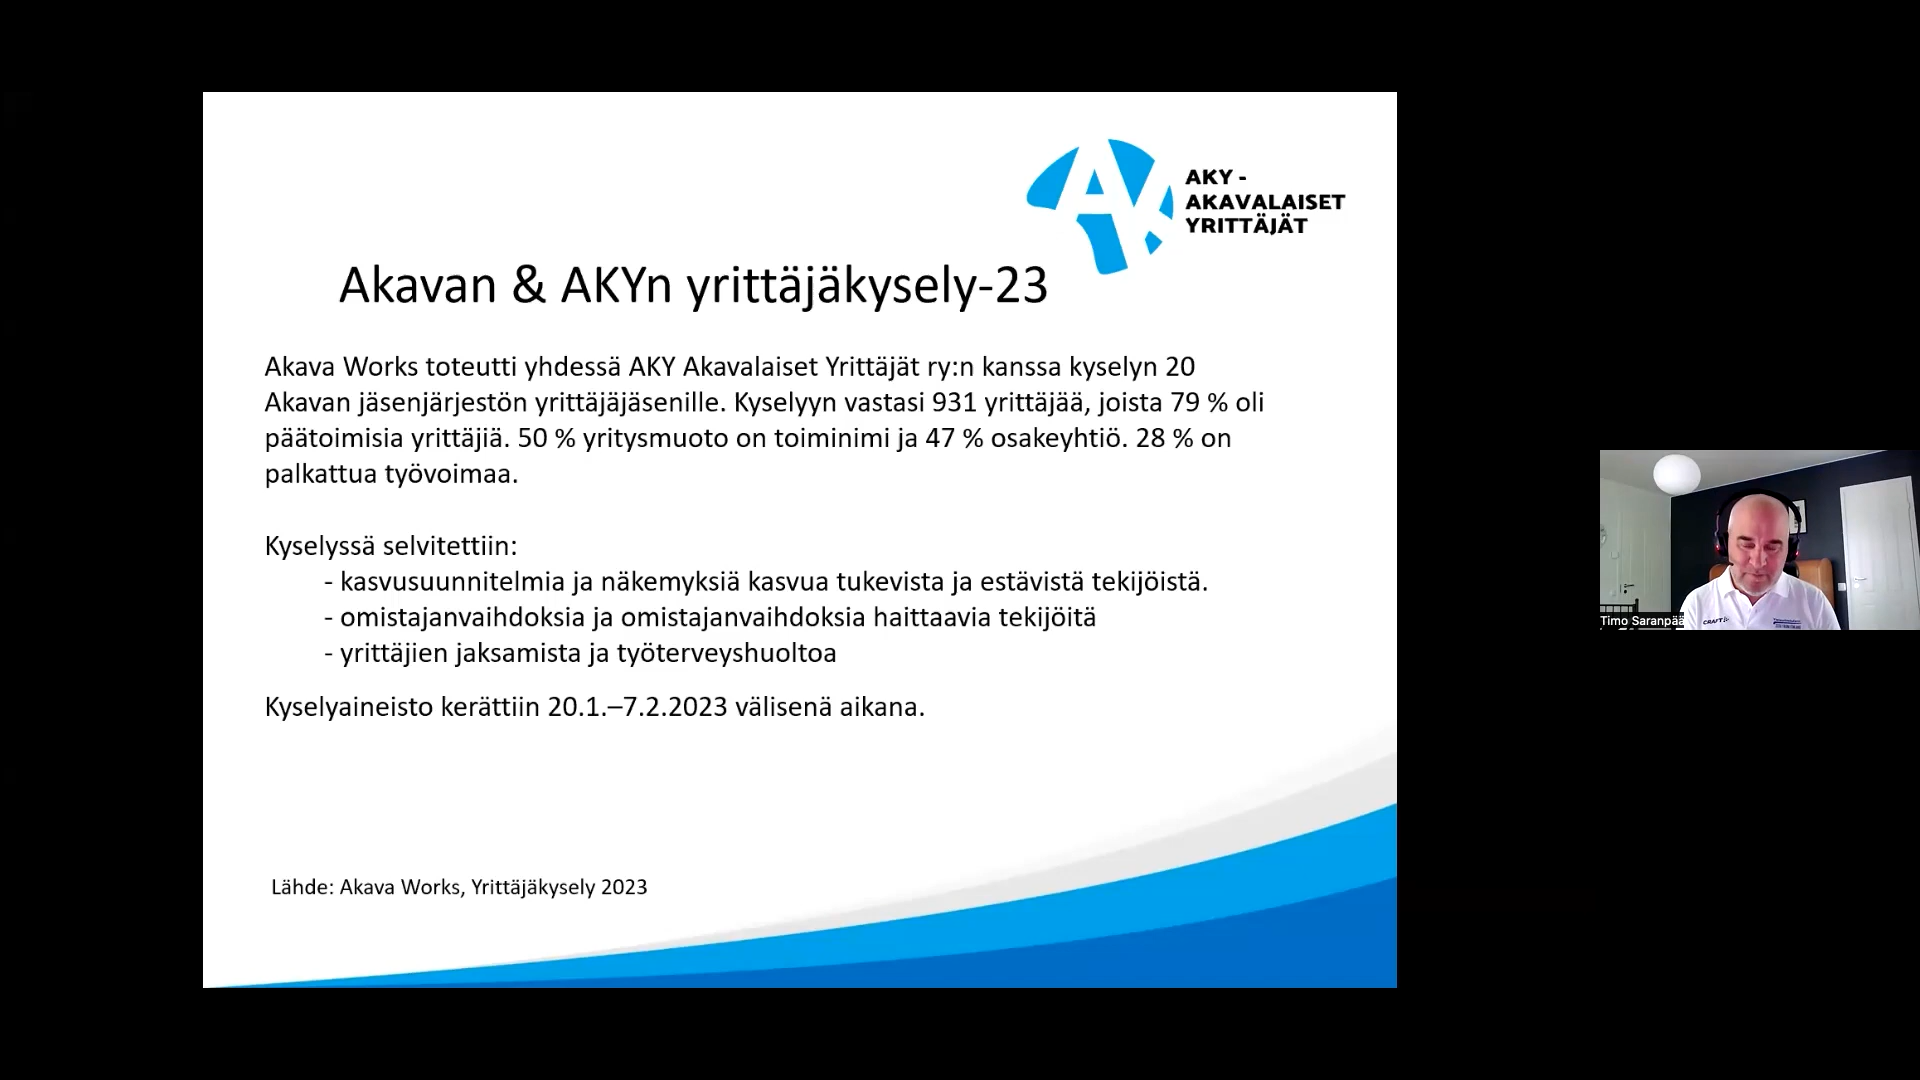 AKY -
AKAVALAISET
YRITTÄJÄT
Akavan & AKYn yrittäjäkysely-23
Akava Works toteutti yhdessä AKY Akavalaiset Yrittäjät ry:n kanssa kyselyn 20
Akavan jäsenjärjestön yrittäjäjäsenille. Kyselyyn vastasi 931 yrittäjää, joista 79 % oli
päätoimisia yrittäjiä. 50 % yritysmuoto on toiminimi ja 47 % osakeyhtiö. 28 % on
palkattua työvoimaa.
Kyselyssä selvitettiin:
- kasvusuunnitelmia ja näkemyksiä kasvua tukevista ja estävistä tekijöistä.
- omistajanvaihdoksia ja omistajanvaihdoksia haittaavia tekijöitä
- yrittäjien jaksamista ja työterveyshuoltoa
Kyselyaineisto kerättiin 20.1.–7.2.2023 välisenä aikana.
Lähde: Akava Works, Yrittäjäkysely 2023
Timo Saranpää
CRAFT